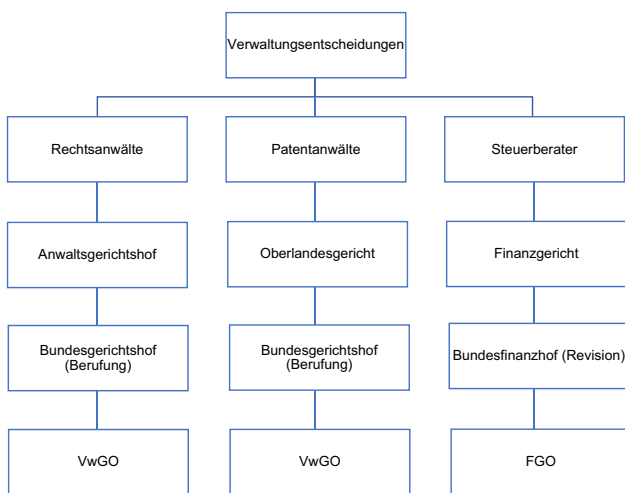 Verwaltungsentscheidungen
Rechtsanwälte
Patentanwälte
Steuerberater
Anwaltsgerichtshof
Oberlandesgericht
Finanzgericht
Bundesgerichtshof
(Berufung)
Bundesgerichtshof
(Berufung)
Bundesfinanzhof (Revision)
VwGO
VwGO
FGO